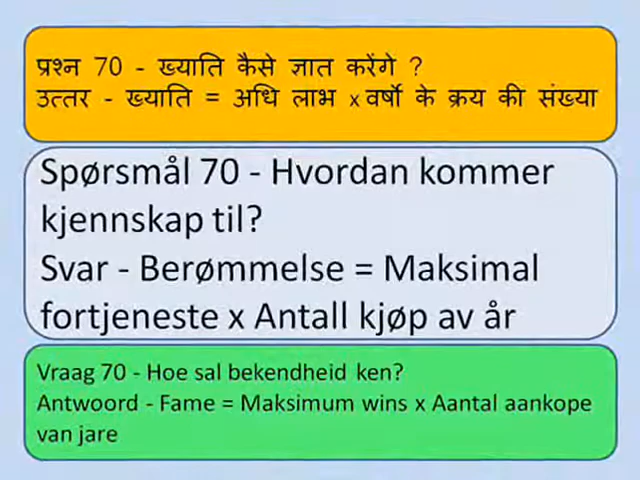 प्रश्न 70 - ख्याति कैसे ज्ञात करेंगे ?
उत्तर - ख्याति = अधि लाभ x वर्षो के क्रय की संख्या
Spørsmål 70 - Hvordan kommer
kjennskap til?
Svar - Berømmelse = Maksimal
fortjeneste x Antall kjøp av år
Vraag 70 - Hoe sal bekendheid ken?
Antwoord - Fame = Maksimum wins x Aantal aankope
van jare